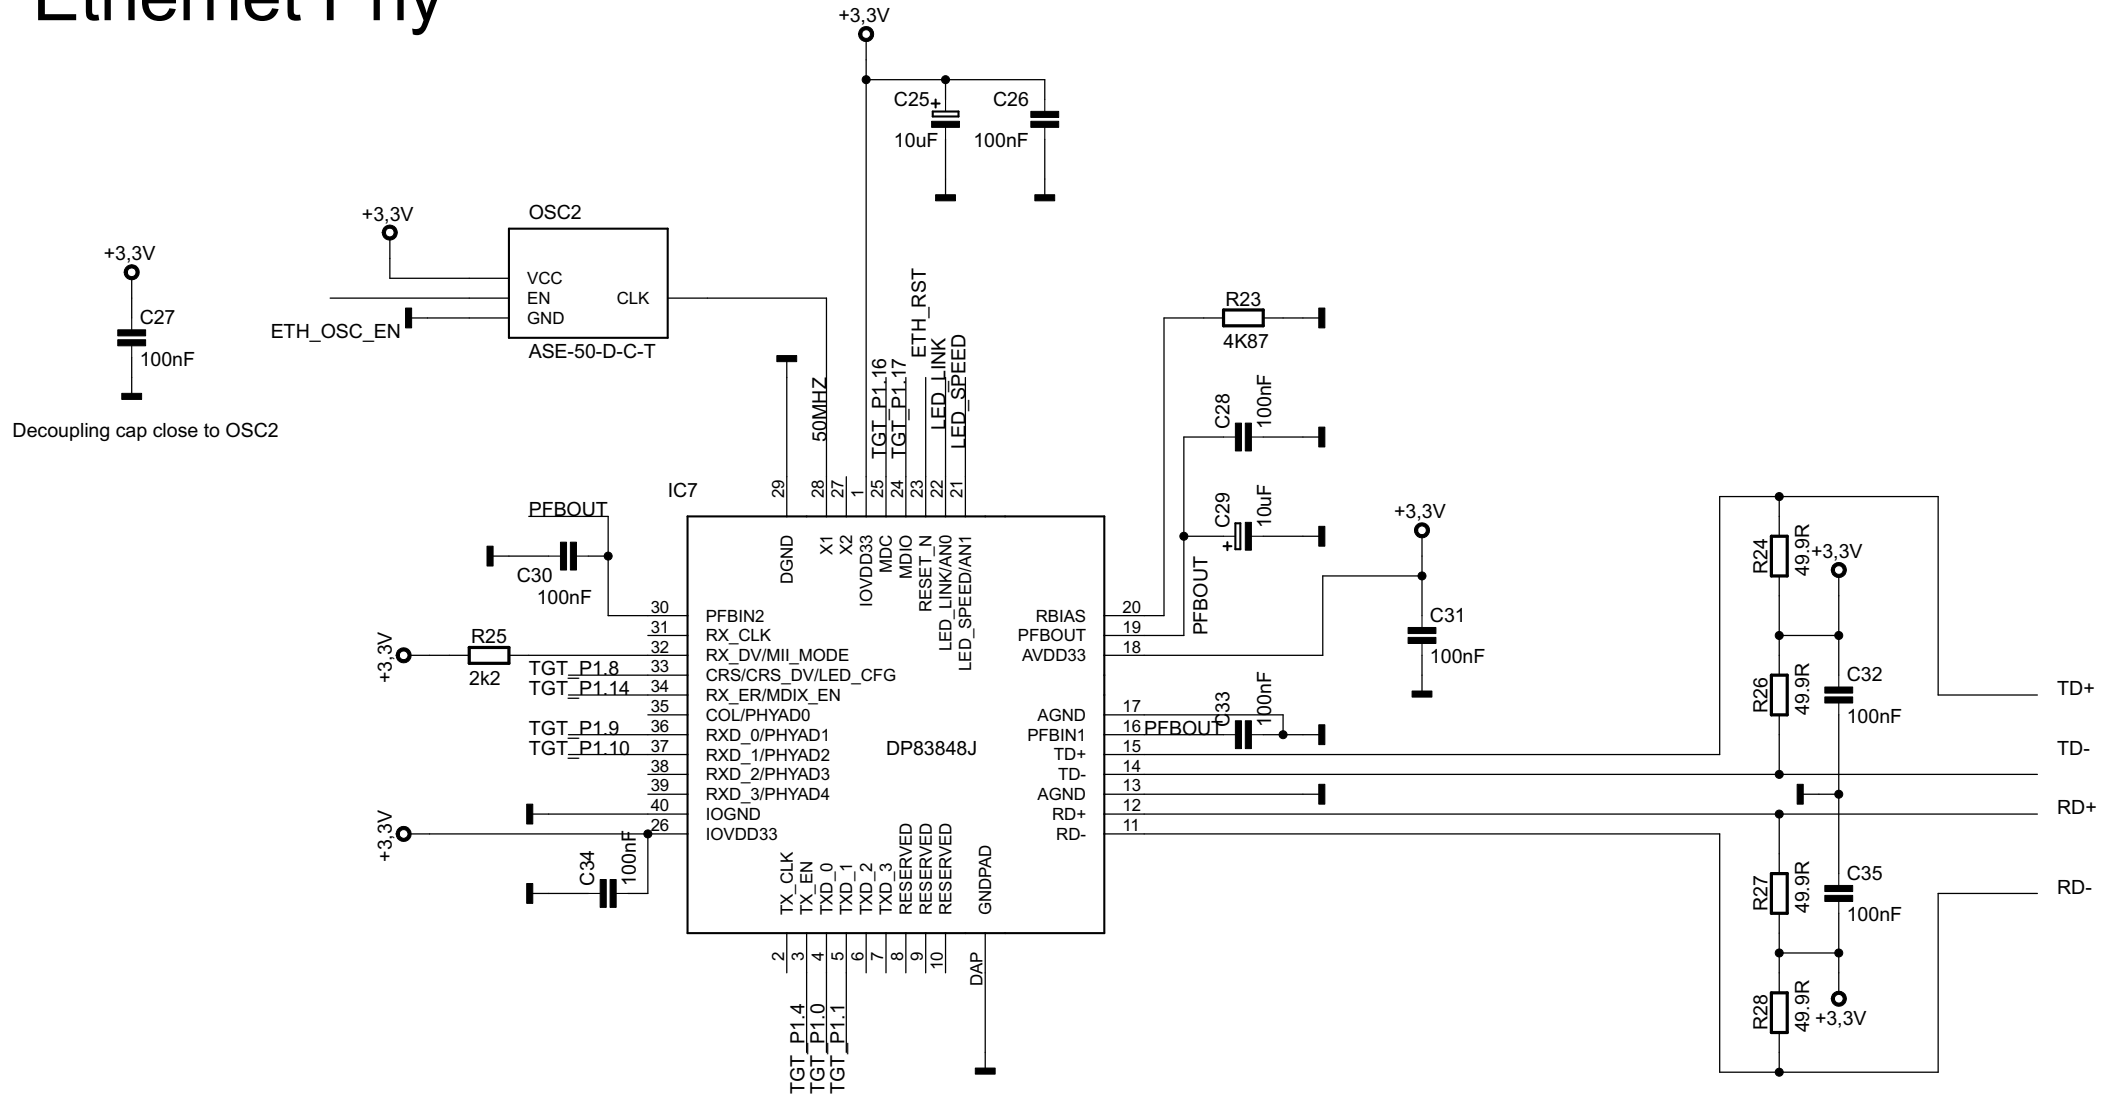 Ethernet Phy
+3,3V
C25
+
10uF
C26
100nF
+3,3V
OSC2
VCC
EN
GND
CLK
ETH_OSC_EN
ASE-50-D-C-T
+3,3V
C27
100nF
Decoupling cap close to OSC2
50MHZ
TGT_P1.16
TGT_P1.17
ETH_RST
LED_LINK
LED_SPEED
R23
4K87
C28
100nF
C29
+
10uF
PFBOUT
+3,3V
C31
100nF
IC7
29
28
27
1
25
24
23
22
21
DGND
X1
X2
IOVDD33
MDC
MDIO
RESET_N
LED_LINK/AN0
LED_SPEED/AN1
PFBOUT
C30
100nF
+3,3V
R25
2k2
TGT_P1.8
TGT_P1.14
TGT_P1.9
TGT_P1.10
+3,3V
C34
100nF
30 PFBIN2
31 RX_CLK
32 RX_DV/MII_MODE
33 CRS/CRS_DV/LED_CFG
34 RX_ER/MDIX_EN
35 COL/PHYAD0
36 RXD_0/PHYAD1
37 RXD_1/PHYAD2
38 RXD_2/PHYAD3
39 RXD_3/PHYAD4
40 IOGND
26 IOVDD33
DP83848J
RBIAS 20
PFBOUT 19
AVDD33 18
AGND 17
PFBIN1 16
TD+ 15
TD- 14
AGND 13
RD+ 12
RD- 11
PFBOUT
C33
100nF
TX_CLK
TX_EN
TXD_0
TXD_1
TXD_2
TXD_3
RESERVED
RESERVED
RESERVED
GNDPAD
2
3
4
5
6
7
8
9
10
DAP
TGT_P1.4
TGT_P1.0
TGT_P1.1
R24
49.9R
+3,3V
R26
49.9R
C32
100nF
R27
49.9R
C35
100nF
R28
49.9R
+3,3V
TD+
TD-
RD+
RD-